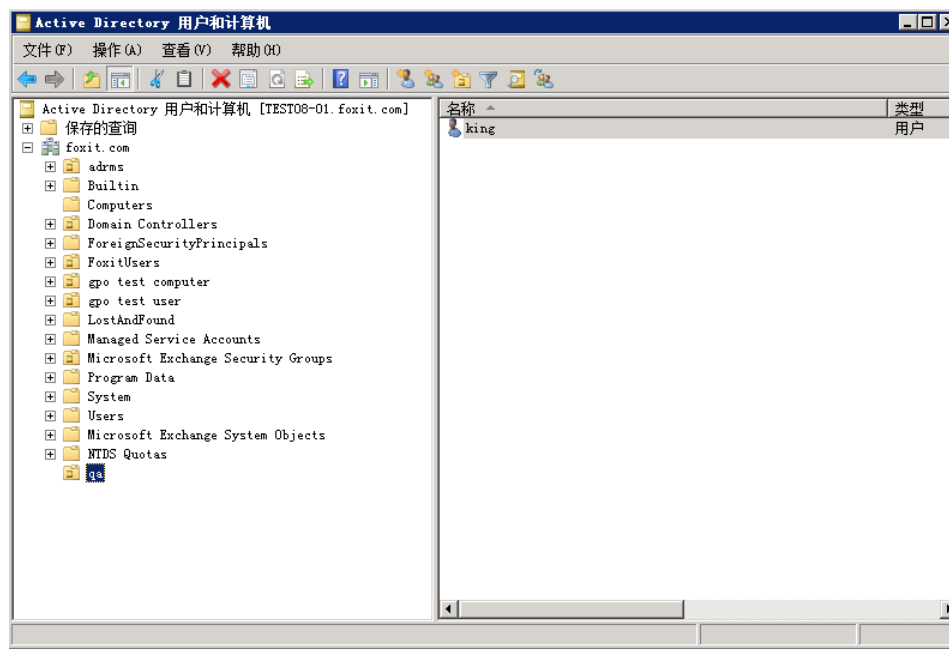 Active Directory 用户和计算机
文件(F) 操作(A) 查看(V) 帮助(H)
Active Directory 用户和计算机 [TEST08-01.foxit.com]
保存的查询
foxit.com
adrms
Builtin
Computers
Domain Controllers
ForeignSecurityPrincipals
FoxitUsers
gpo test computer
gpo test user
LostAndFound
Managed Service Accounts
Microsoft Exchange Security Groups
Program Data
System
Users
Microsoft Exchange System Objects
NTDS Quotas
qa
名称 类型
king 用户